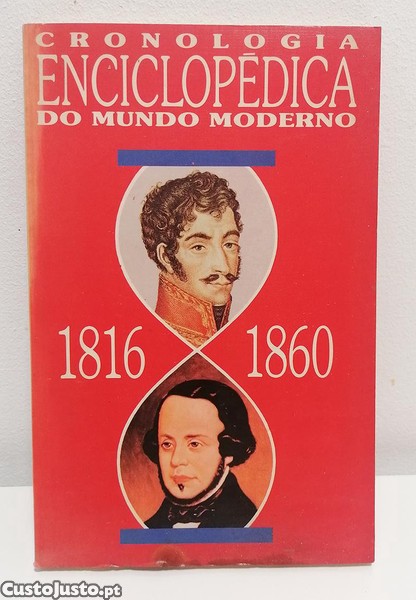 CRONOLOGIA
ENCICLOPÉDICA
DO MUNDO MODERNO
1816
1860
CustoJusto.pt